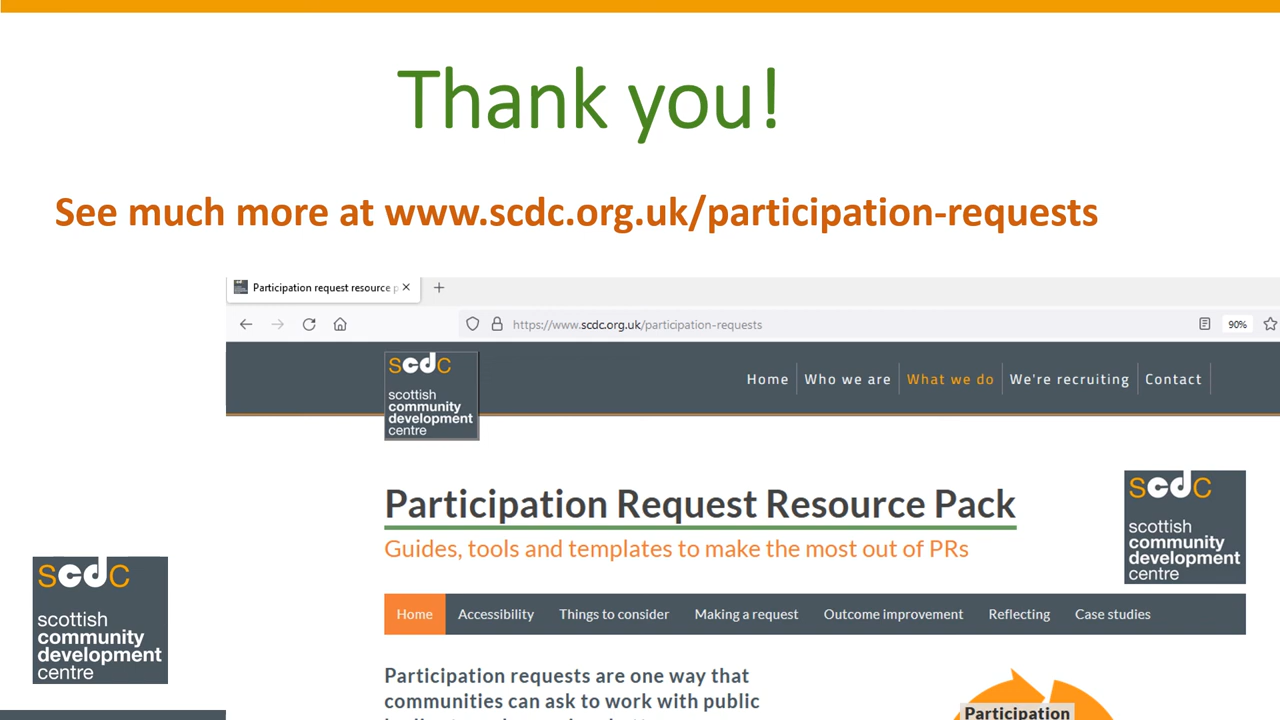 Thank you!
See much more at www.scdc.org.uk/participation-requests
Participation request resource
https://www.scdc.org.uk/participation-requests
90%
scdc
scottish
community
development
centre
Home
Who we are
What we do
We're recruiting
Contact
Participation Request Resource Pack
Guides, tools and templates to make the most out of PRs
scdc
scottish
community
development
centre
Home
Accessibility
Things to consider
Making a request
Outcome improvement
Reflecting
Case studies
scdc
scottish
community
development
centre
Participation requests are one way that
communities can ask to work with public
Participation